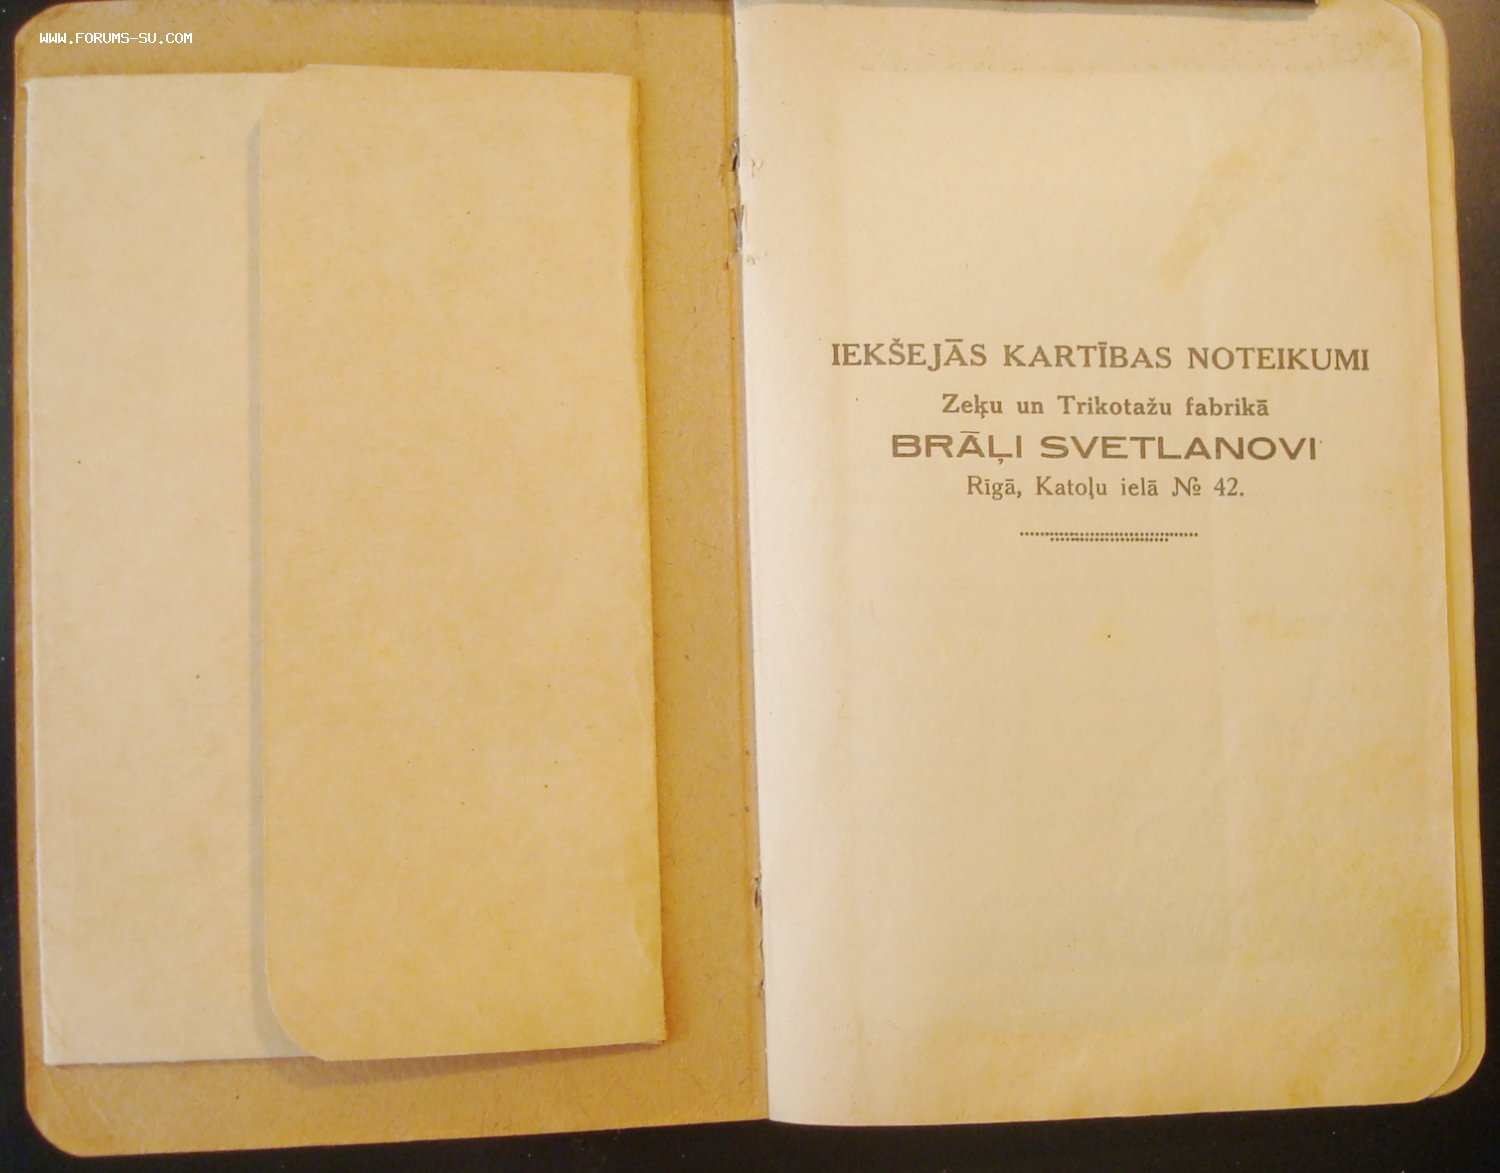 WWW.FORUMS-SU.COM
IEKŠEJĀS KARTĪBAS NOTEIKUMI
Zeķu un Trikotažu fabrikā
BRĀĻI SVETLANOVI
Rīgā, Katoļu ielā № 42.